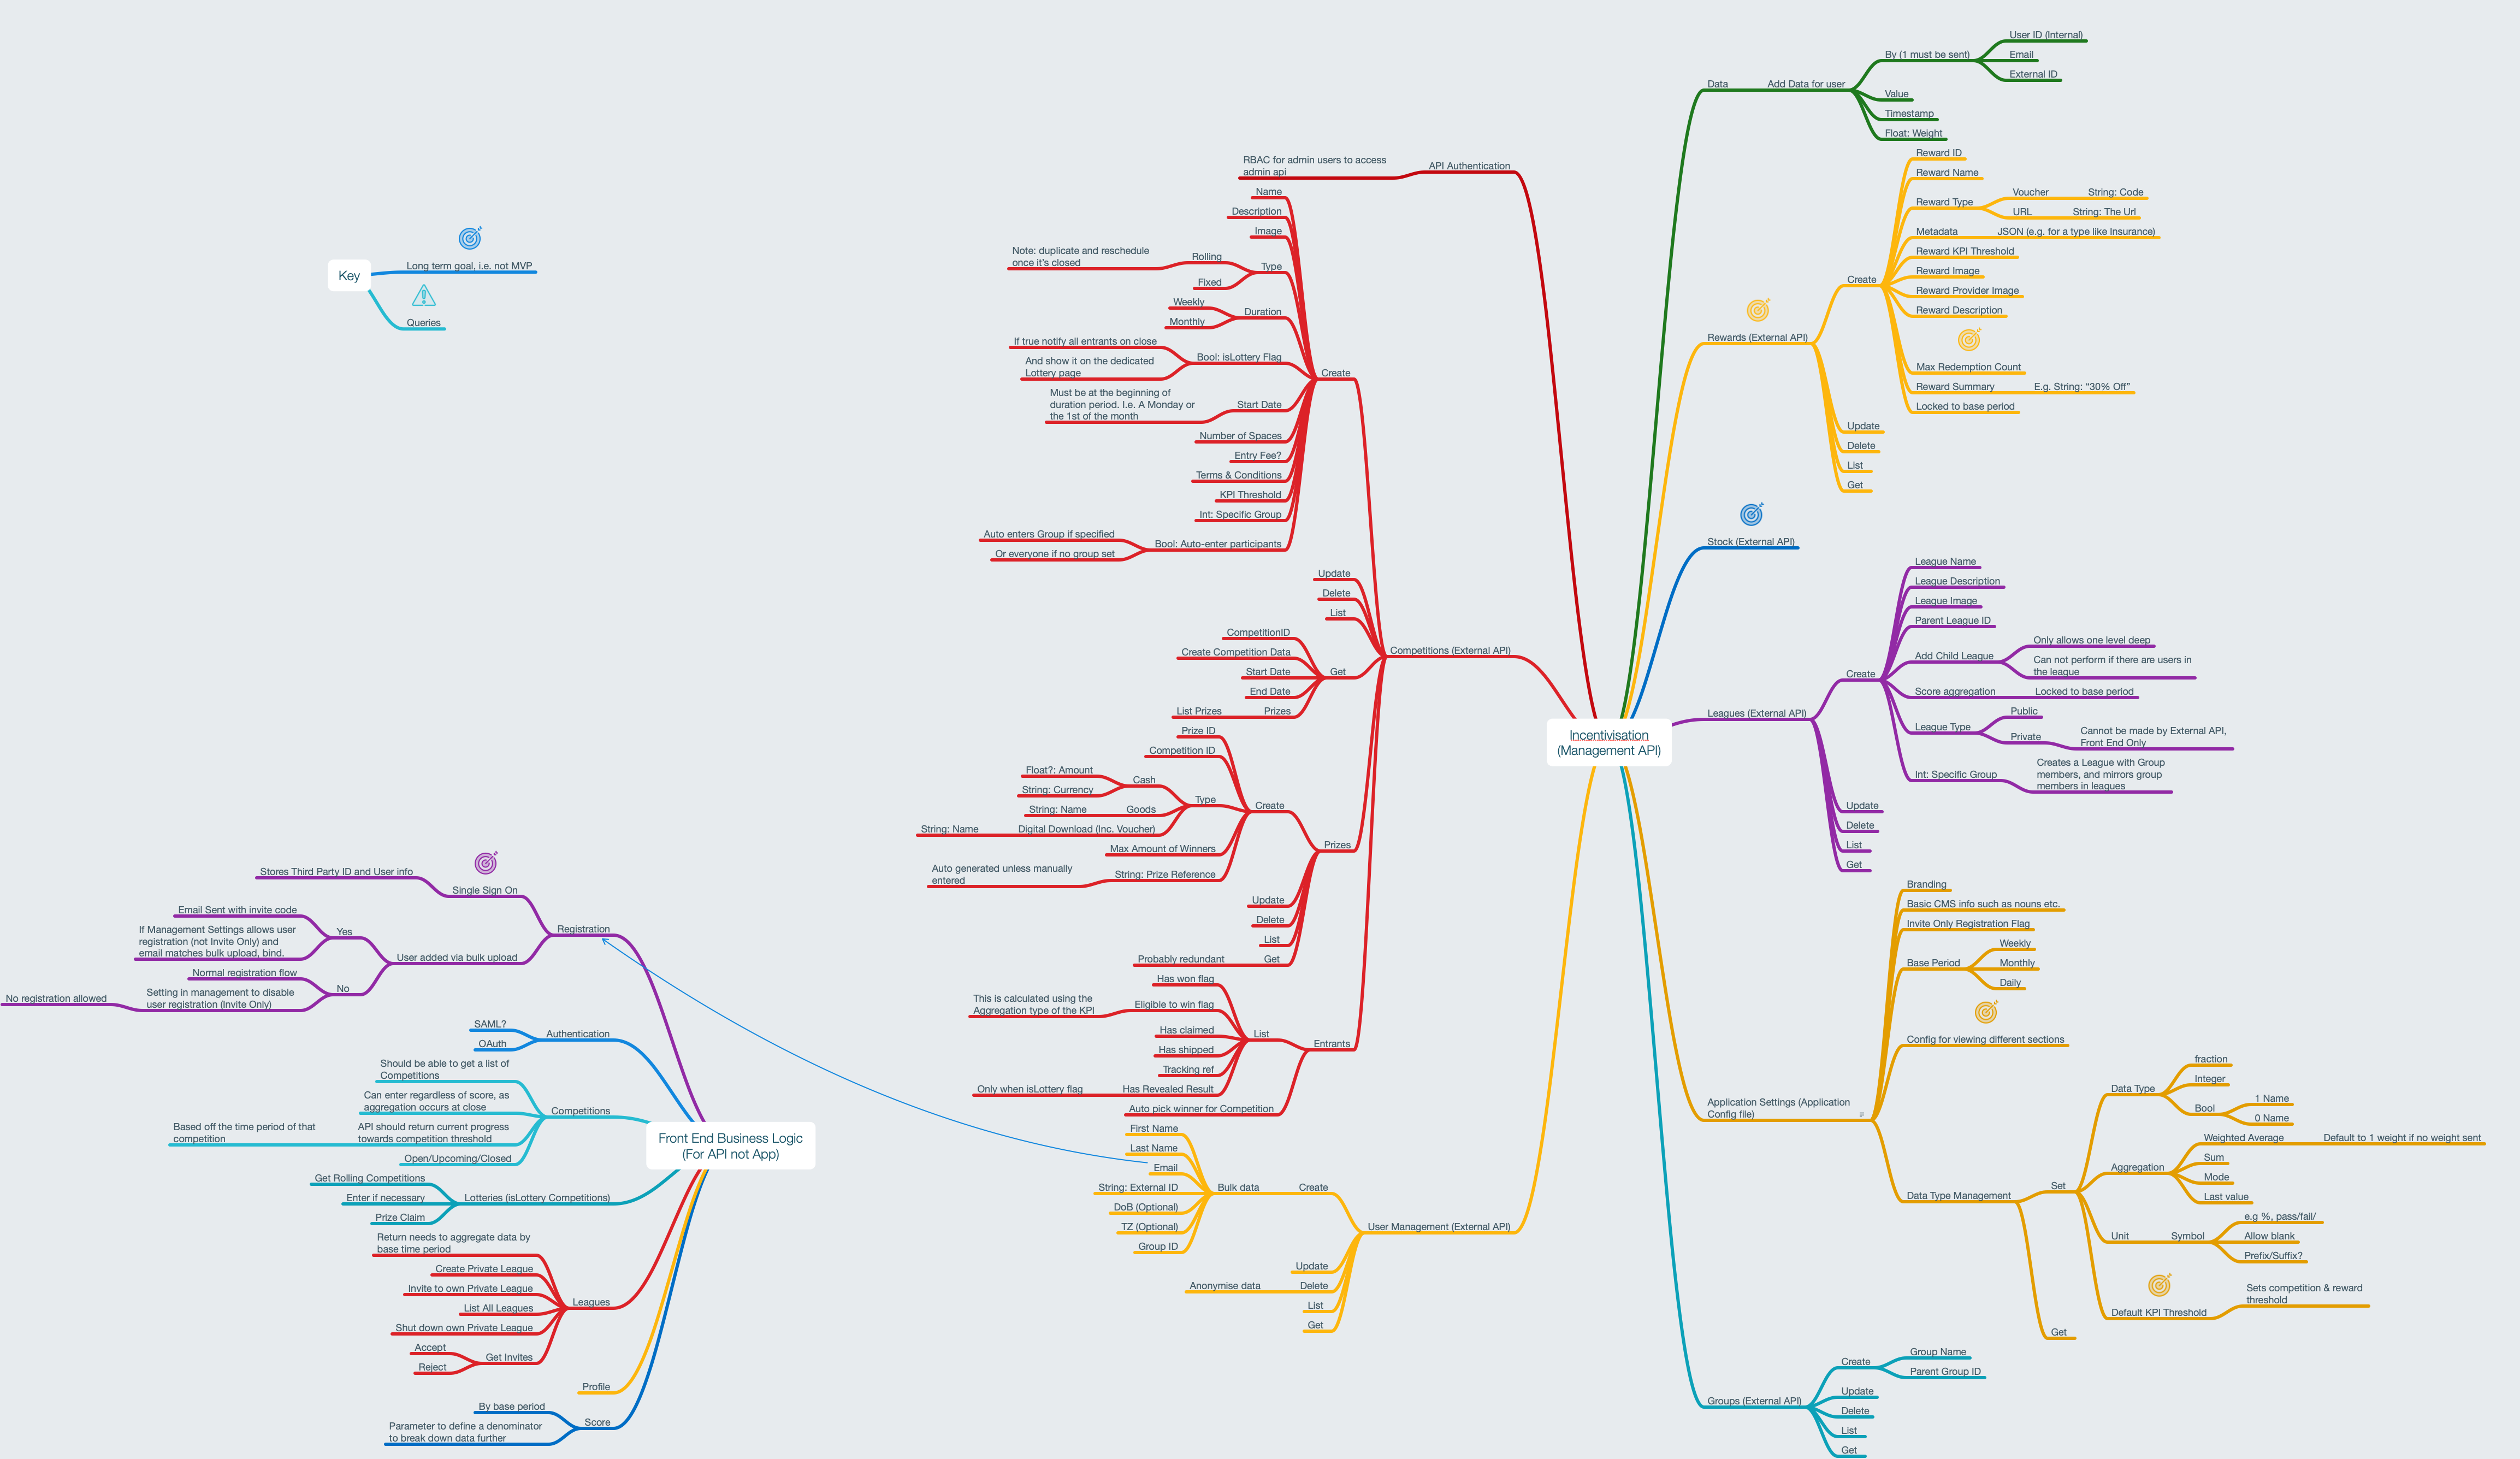 Key
Long term goal, i.e. not MVP
Queries
Incentivisation
(Management API)
API Authentication
RBAC for admin users to access
admin api
Competitions (External API)
Create
Name
Description
Image
Type
Rolling
Note: duplicate and reschedule
once it's closed
Fixed
Duration
Weekly
Monthly
Bool: isLottery Flag
If true notify all entrants on close
And show it on the dedicated
Lottery page
Start Date
Must be at the beginning of
duration period. I.e. A Monday or
the 1st of the month
Number of Spaces
Entry Fee?
Terms & Conditions
KPI Threshold
Int: Specific Group
Bool: Auto-enter participants
Auto enters Group if specified
Or everyone if no group set
Update
Delete
List
Get
CompetitionID
Create Competition Data
Start Date
End Date
Prizes
List Prizes
Prizes
Create
Prize ID
Competition ID
Type
Cash
Float?: Amount
String: Currency
Goods
String: Name
Digital Download (Inc. Voucher)
String: Name
Max Amount of Winners
String: Prize Reference
Auto generated unless manually
entered
Update
Delete
List
Get
Probably redundant
Entrants
List
Has won flag
Eligible to win flag
This is calculated using the
Aggregation type of the KPI
Has claimed
Has shipped
Tracking ref
Has Revealed Result
Only when isLottery flag
Auto pick winner for Competition
User Management (External API)
Create
Bulk data
First Name
Last Name
Email
String: External ID
DoB (Optional)
TZ (Optional)
Group ID
Update
Delete
Anonymise data
List
Get
Data
Add Data for user
By (1 must be sent)
User ID (Internal)
Email
External ID
Value
Timestamp
Float: Weight
Rewards (External API)
Create
Reward ID
Reward Name
Reward Type
Voucher
String: Code
URL
String: The Url
Metadata
JSON (e.g. for a type like Insurance)
Reward KPI Threshold
Reward Image
Reward Provider Image
Reward Description
Max Redemption Count
Reward Summary
E.g. String: “30% Off”
Locked to base period
Update
Delete
List
Get
Stock (External API)
Leagues (External API)
Create
League Name
League Description
League Image
Parent League ID
Add Child League
Only allows one level deep
Can not perform if there are users in
the league
Score aggregation
Locked to base period
League Type
Public
Private
Cannot be made by External API,
Front End Only
Int: Specific Group
Creates a League with Group
members, and mirrors group
members in leagues
Update
Delete
List
Get
Application Settings (Application
Config file)
Branding
Basic CMS info such as nouns etc.
Invite Only Registration Flag
Base Period
Weekly
Monthly
Daily
Config for viewing different sections
Data Type Management
Set
Data Type
fraction
Integer
Bool
1 Name
0 Name
Aggregation
Weighted Average
Default to 1 weight if no weight sent
Sum
Mode
Last value
Unit
Symbol
e.g %, pass/fail/
Allow blank
Prefix/Suffix?
Default KPI Threshold
Sets competition & reward
threshold
Get
Groups (External API)
Create
Group Name
Parent Group ID
Update
Delete
List
Get
Front End Business Logic
(For API not App)
Registration
Single Sign On
Stores Third Party ID and User info
User added via bulk upload
Yes
Email Sent with invite code
If Management Settings allows user
registration (not Invite Only) and
email matches bulk upload, bind.
No
Normal registration flow
Setting in management to disable
user registration (Invite Only)
No registration allowed
Authentication
SAML?
OAuth
Competitions
Should be able to get a list of
Competitions
Can enter regardless of score, as
aggregation occurs at close
API should return current progress
towards competition threshold
Based off the time period of that
competition
Open/Upcoming/Closed
Lotteries (isLottery Competitions)
Get Rolling Competitions
Enter if necessary
Prize Claim
Leagues
Return needs to aggregate data by
base time period
Create Private League
Invite to own Private League
List All Leagues
Shut down own Private League
Get Invites
Accept
Reject
Profile
Score
By base period
Parameter to define a denominator
to break down data further